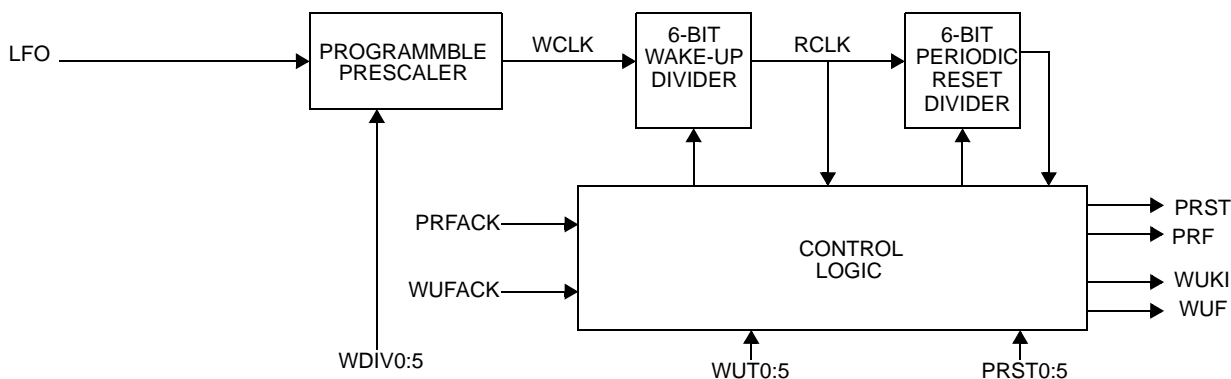 LFO
PROGRAMMBLE
PRESCALER
WCLK
6-BIT
WAKE-UP
DIVIDER
RCLK
6-BIT
PERIODIC
RESET
DIVIDER
PRFACK
WUFACK
CONTROL
LOGIC
PRST
PRF
WUKI
WUF
WDIV0:5
WUT0:5
PRST0:5